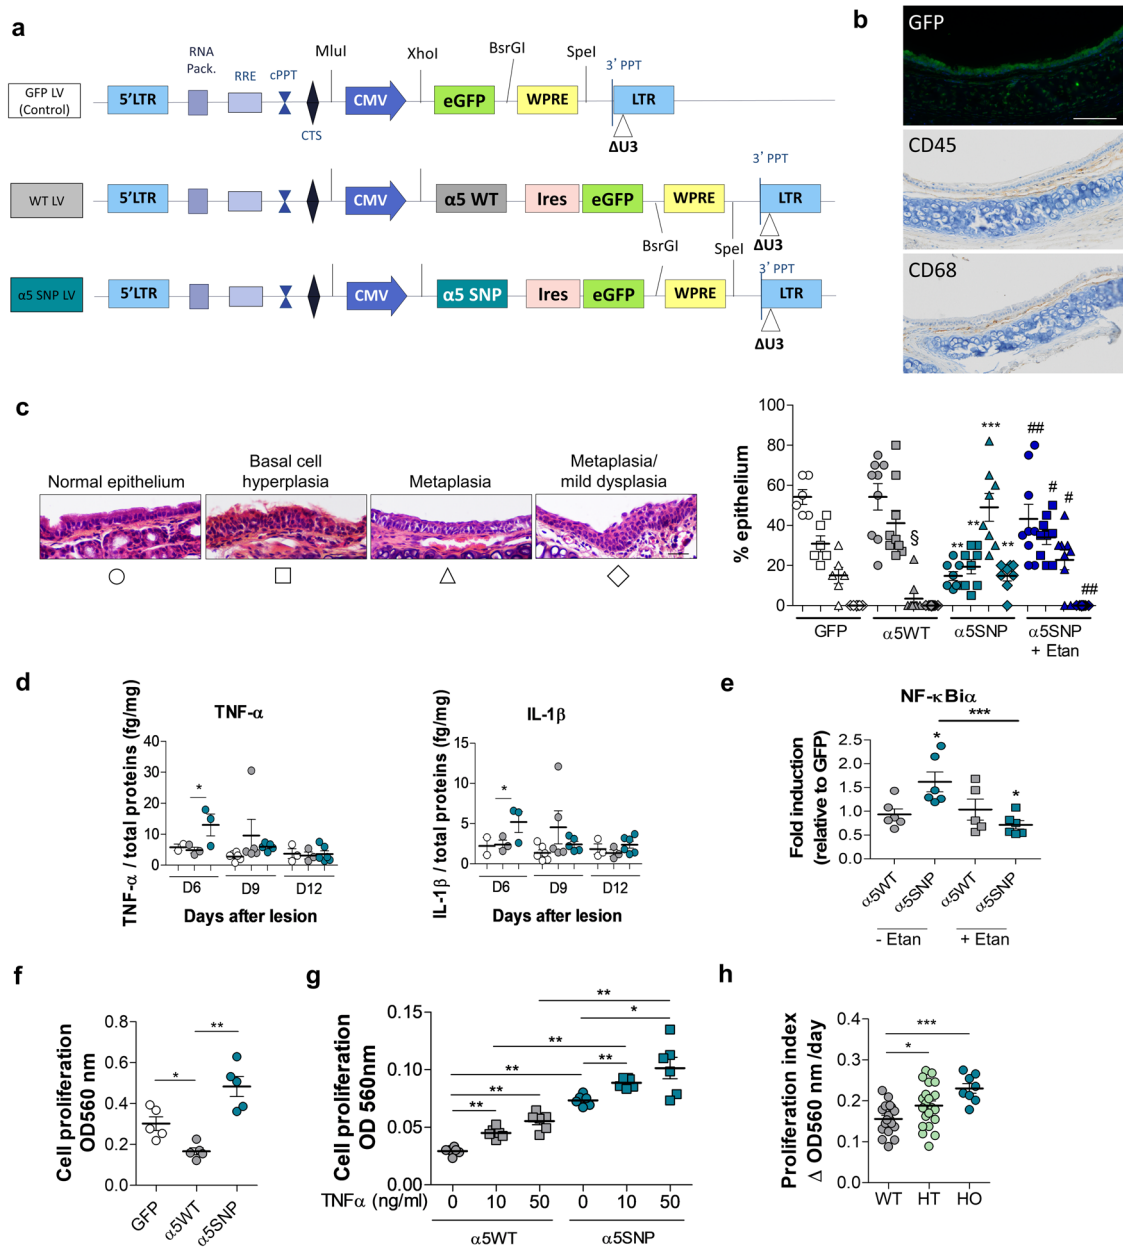 a
RNA
Pack.
RRE
cPPT
MluI
XhoI
BsrGI
SpeI
3' PPT
GFP LV
(Control)
5'LTR
CMV
eGFP
WPRE
LTR
CTS
ΔU3
3' PPT
WT LV
5'LTR
CMV
α5 WT
Ires
eGFP
WPRE
LTR
BsrGI
SpeI
ΔU3
3' PPT
α5 SNP LV
5'LTR
CMV
α5 SNP
Ires
eGFP
WPRE
LTR
ΔU3
b
GFP
CD45
CD68
c
Normal epithelium
Basal cell
hyperplasia
Metaplasia
Metaplasia/
mild dysplasia
% epithelium
100
80
60
40
20
0
§
**
**
***
**
##
#
#
##
GFP
α5WT
α5SNP
α5SNP
+ Etan
d
TNF-α
TNF-α / total proteins (fg/mg)
40
30
20
10
0
*
D6
D9
D12
Days after lesion
IL-1β
IL-1β / total proteins (fg/mg)
15
10
5
0
*
D6
D9
D12
Days after lesion
e
NF-κBiα
Fold induction
(relative to GFP)
2.5
2.0
1.5
1.0
0.5
0.0
*
***
*
α5WT
α5SNP
α5WT
α5SNP
- Etan
+ Etan
f
Cell proliferation
OD560 nm
0.8
0.6
0.4
0.2
0.0
*
**
GFP
α5WT
α5SNP
g
Cell proliferation
OD 560nm
0.15
0.10
0.05
0.00
**
**
**
**
**
**
*
TNFα (ng/ml)
0
10
50
0
10
50
α5WT
α5SNP
h
Proliferation index
Δ OD560 nm /day
0.4
0.3
0.2
0.1
0.0
***
*
WT
HT
HO